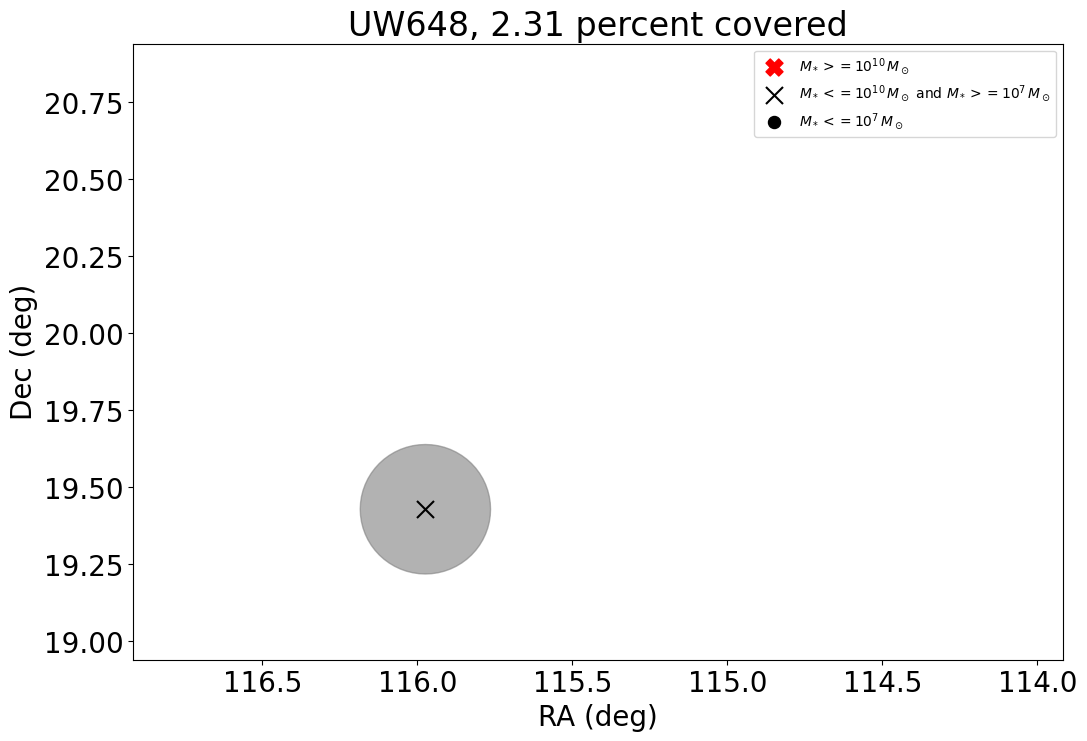 UW648, 2.31 percent covered
M* >= 10^10 M⊙
M* <= 10^10 M⊙ and M* >= 10^7 M⊙
M* <= 10^7 M⊙
20.75
20.50
20.25
20.00
19.75
19.50
19.25
19.00
Dec (deg)
116.5 116.0 115.5 115.0 114.5 114.0
RA (deg)